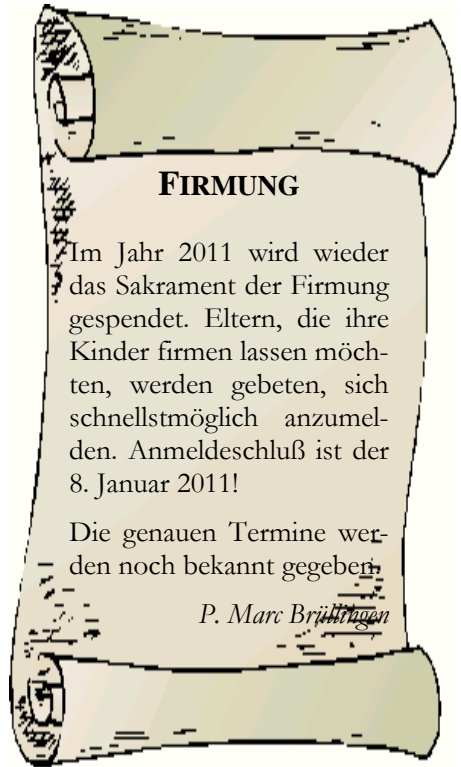 FIRMUNG
Im Jahr 2011 wird wieder
das Sakrament der Firmung
gespendet. Eltern, die ihre
Kinder firmen lassen möch-
ten, werden gebeten, sich
schnellstmöglich anzumel-
den. Anmeldeschluß ist der
8. Januar 2011!
Die genauen Termine wer-
den noch bekannt gegeben.
P. Marc Brüllingen